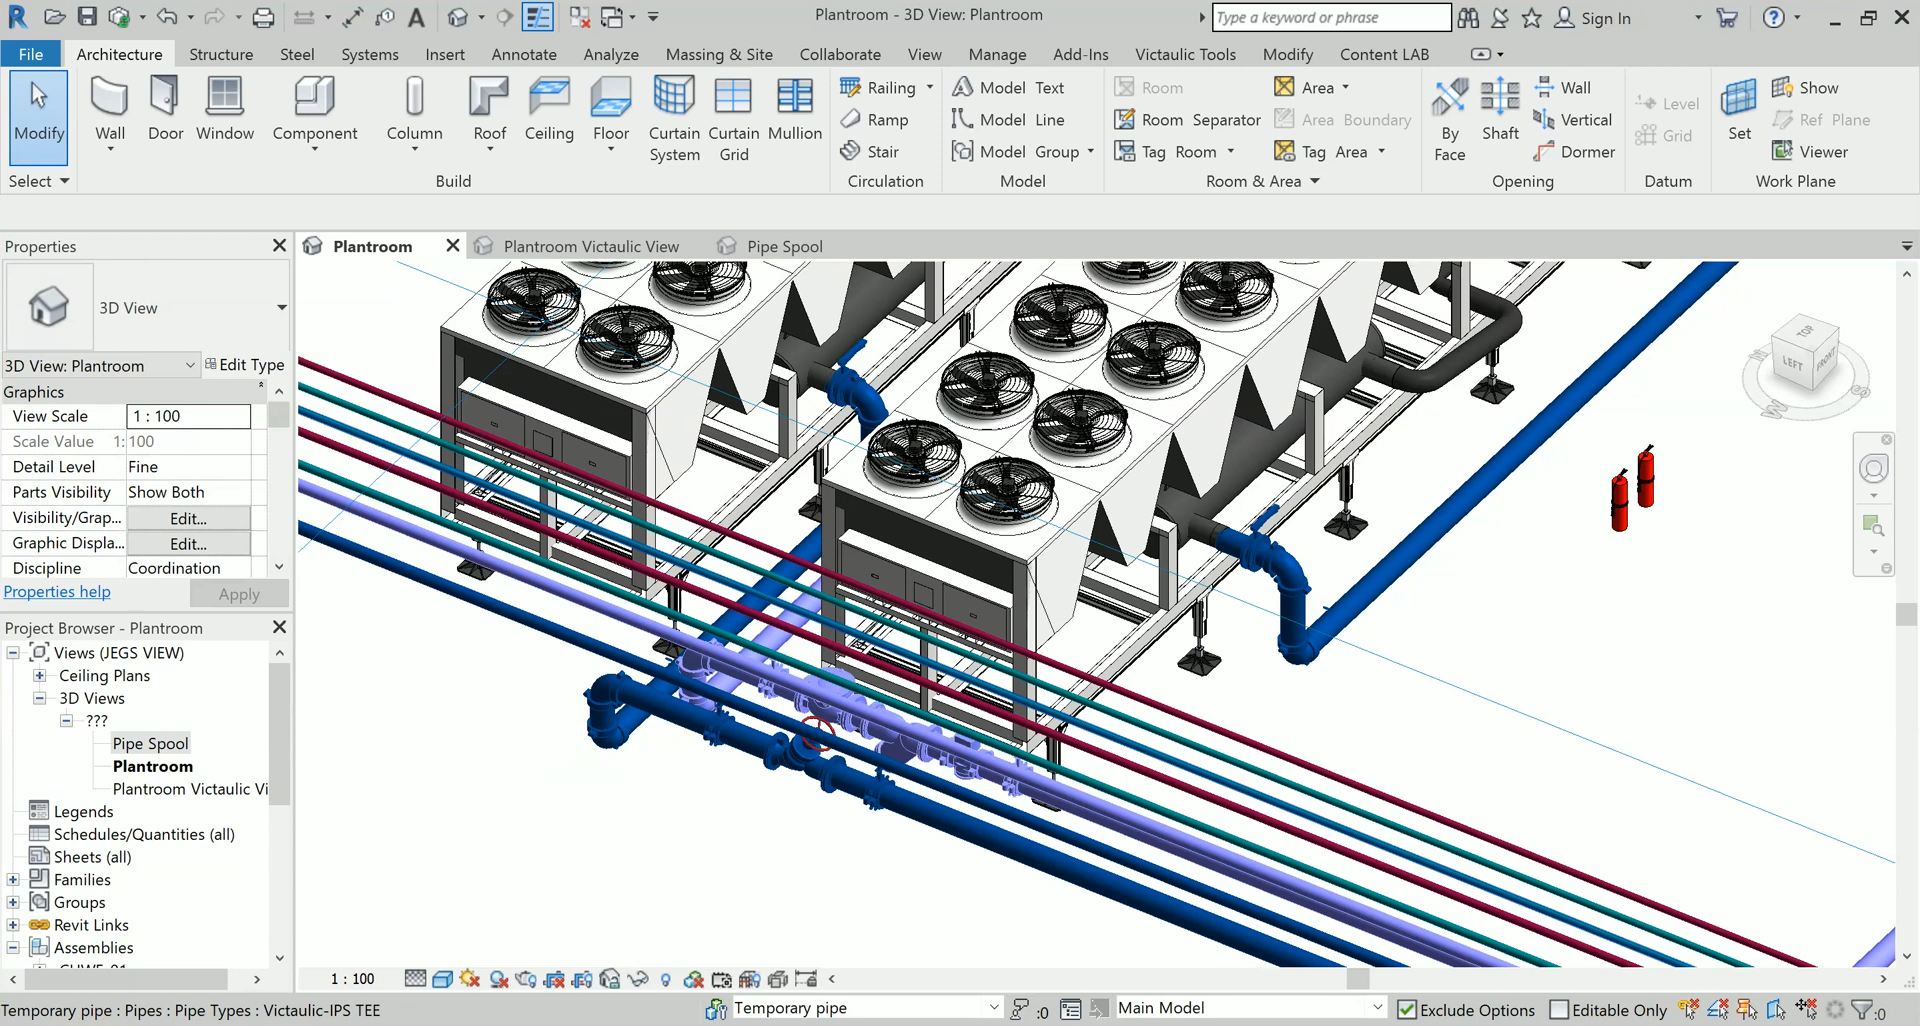 Plantroom - 3D View: Plantroom
Type a keyword or phrase
Sign In
File Architecture Structure Steel Systems Insert Annotate Analyze Massing & Site Collaborate View Manage Add-Ins Victaulic Tools Modify Content LAB
Modify
Wall
Door
Window
Component
Column
Roof
Ceiling
Floor
Curtain System
Curtain Grid
Mullion
Railing
Ramp
Stair
Model Text
Model Line
Model Group
Room
Room Separator
Tag Room
Area
Area Boundary
Tag Area
By Face
Shaft
Wall
Vertical
Dormer
Level
Grid
Set
Show
Ref Plane
Viewer
Select Build Circulation Model Room & Area Opening Datum Work Plane
Properties
Plantroom Plantroom Victaulic View Pipe Spool
3D View
3D View: Plantroom Edit Type
Graphics
View Scale 1 : 100
Scale Value 1: 100
Detail Level Fine
Parts Visibility Show Both
Visibility/Grap... Edit...
Graphic Displa... Edit...
Discipline Coordination
Properties help Apply
Project Browser - Plantroom
Views (JEGS VIEW)
Ceiling Plans
3D Views
???
Pipe Spool
Plantroom
Plantroom Victaulic Vi
Legends
Schedules/Quantities (all)
Sheets (all)
Families
Groups
Revit Links
Assemblies
TOP
LEFT
FRONT
W
S
1 : 100
Temporary pipe : Pipes : Pipe Types : Victaulic-IPS TEE
Temporary pipe
:0
Main Model
Exclude Options
Editable Only
:0